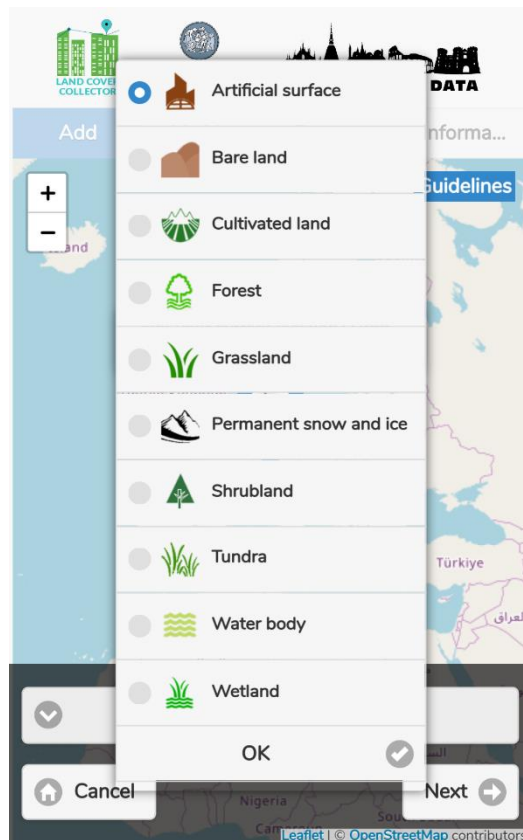 LAND COVER
COLLECTOR
DATA
Add
Informa...
Guidelines
+
−
Artificial surface
Bare land
Cultivated land
Forest
Grassland
Permanent snow and ice
Shrubland
Tundra
Türkiye
Water body
العراق
Wetland
OK
Cancel
Next
Nigeria
Leaflet | © OpenStreetMap contributors